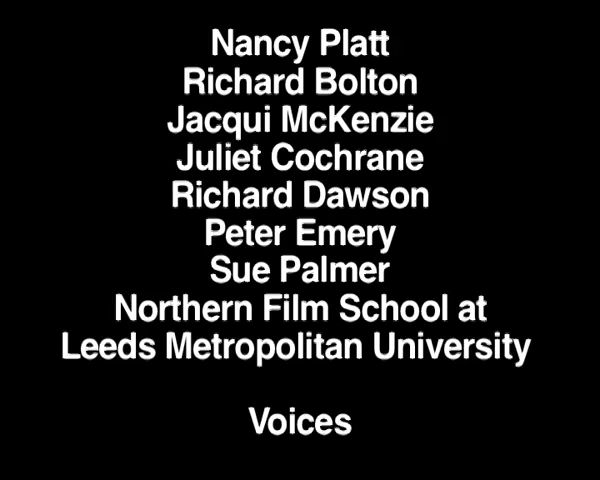 Nancy Platt
Richard Bolton
Jacqui McKenzie
Juliet Cochrane
Richard Dawson
Peter Emery
Sue Palmer
Northern Film School at
Leeds Metropolitan University
Voices